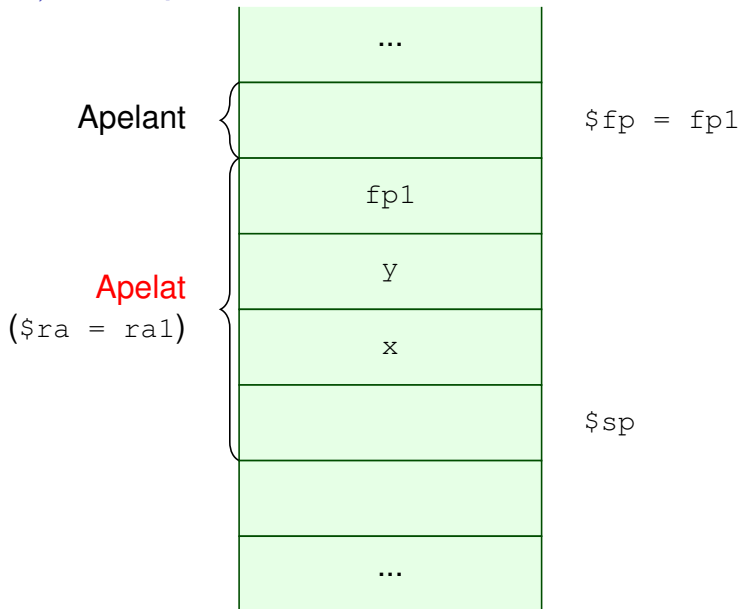 ...
Apelant
$fp = fp1
fp1
y
Apelat
($ra = ra1)
x
$sp
...